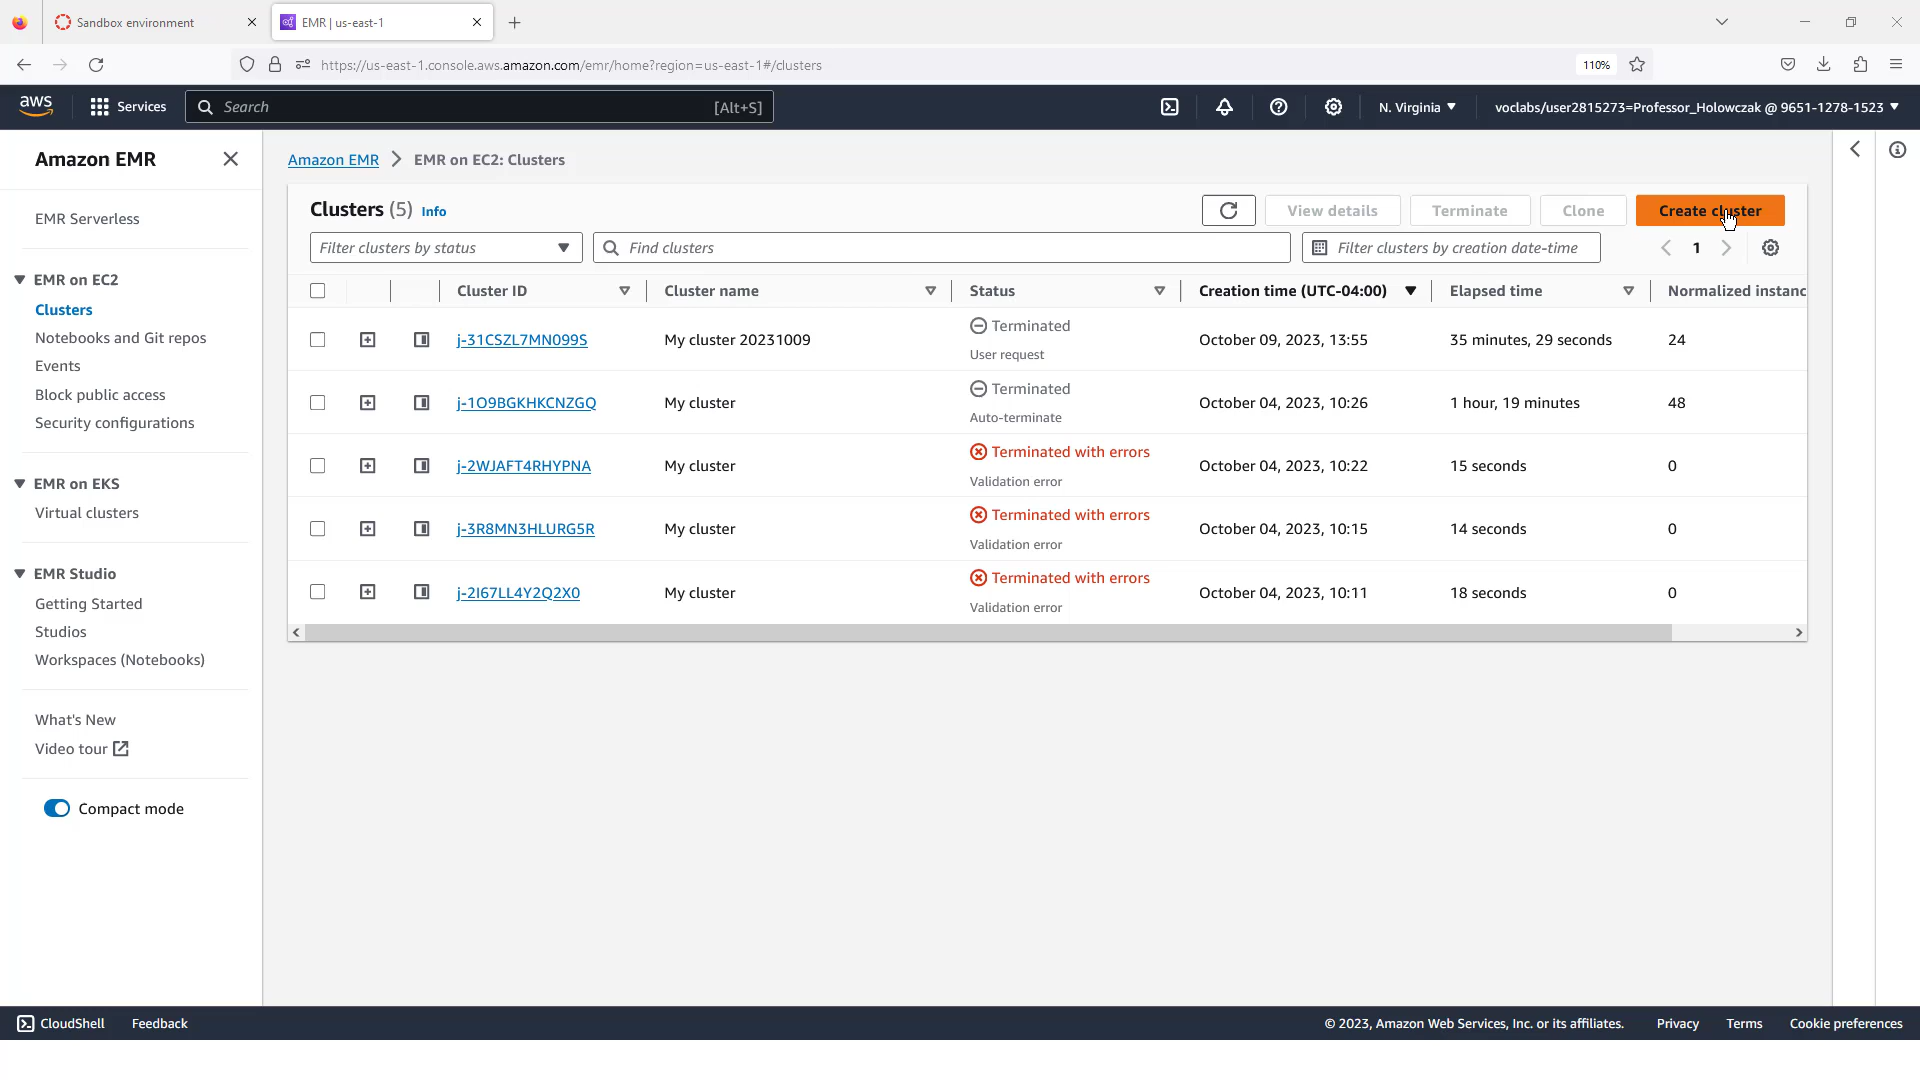 Sandbox environment
EMR | us-east-1
https://us-east-1.console.aws.amazon.com/emr/home?region=us-east-1#/clusters
110%
aws
Services
Search
[Alt+S]
N. Virginia
voclabs/user2815273=Professor_Holowczak @ 9651-1278-1523
Amazon EMR
EMR Serverless
EMR on EC2
Clusters
Notebooks and Git repos
Events
Block public access
Security configurations
EMR on EKS
Virtual clusters
EMR Studio
Getting Started
Studios
Workspaces (Notebooks)
What's New
Video tour
Compact mode
Amazon EMR > EMR on EC2: Clusters
Clusters (5) Info
View details
Terminate
Clone
Create cluster
Filter clusters by status
Find clusters
Filter clusters by creation date-time
1
Cluster ID Cluster name Status Creation time (UTC-04:00) Elapsed time Normalized instanc
j-31CSZL7MN099S My cluster 20231009 Terminated October 09, 2023, 13:55 35 minutes, 29 seconds 24
User request
j-1O9BGKHKCNZGQ My cluster Terminated October 04, 2023, 10:26 1 hour, 19 minutes 48
Auto-terminate
j-2WJAFT4RHYPNA My cluster Terminated with errors October 04, 2023, 10:22 15 seconds 0
Validation error
j-3R8MN3HLURG5R My cluster Terminated with errors October 04, 2023, 10:15 14 seconds 0
Validation error
j-2I67LL4Y2Q2X0 My cluster Terminated with errors October 04, 2023, 10:11 18 seconds 0
Validation error
CloudShell
Feedback
© 2023, Amazon Web Services, Inc. or its affiliates.
Privacy
Terms
Cookie preferences